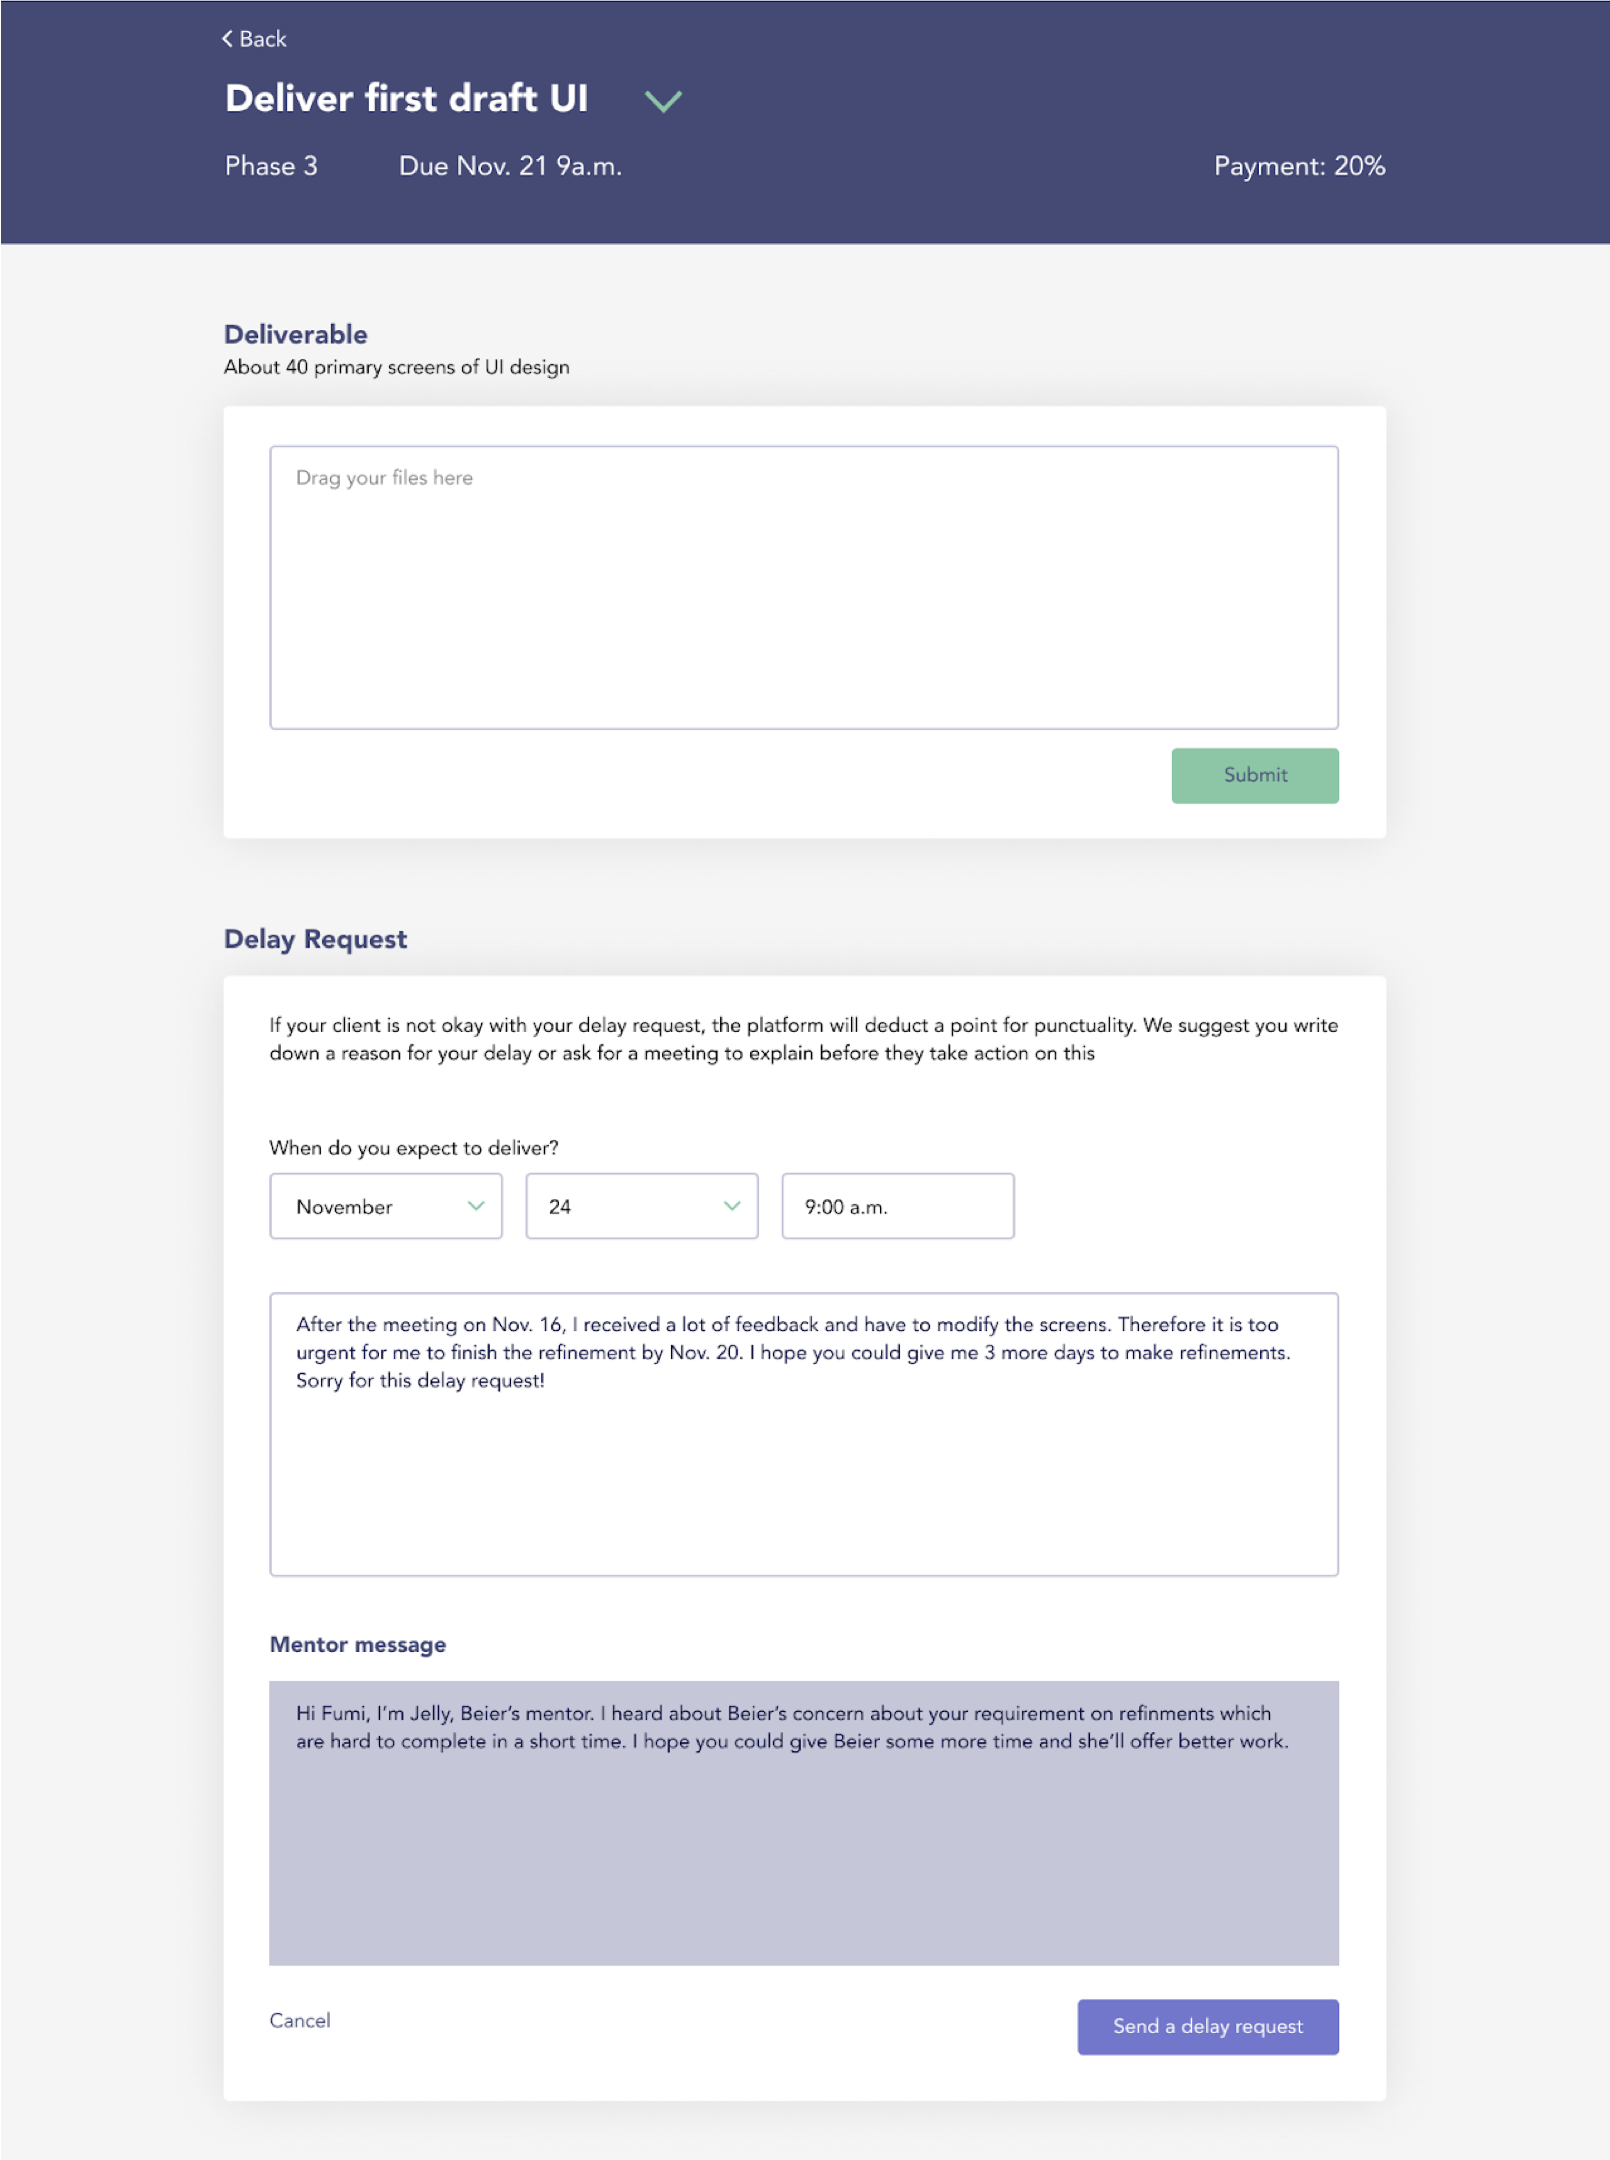 Back
Deliver first draft UI
Phase 3 Due Nov. 21 9a.m. Payment: 20%
Deliverable
About 40 primary screens of UI design
Drag your files here
Submit
Delay Request
If your client is not okay with your delay request, the platform will deduct a point for punctuality. We suggest you write
down a reason for your delay or ask for a meeting to explain before they take action on this
When do you expect to deliver?
November 24 9:00 a.m.
After the meeting on Nov. 16, I received a lot of feedback and have to modify the screens. Therefore it is too
urgent for me to finish the refinement by Nov. 20. I hope you could give me 3 more days to make refinements.
Sorry for this delay request!
Mentor message
Hi Fumi, I’m Jelly, Beier’s mentor. I heard about Beier’s concern about your requirement on refinments which
are hard to complete in a short time. I hope you could give Beier some more time and she’ll offer better work.
Cancel Send a delay request